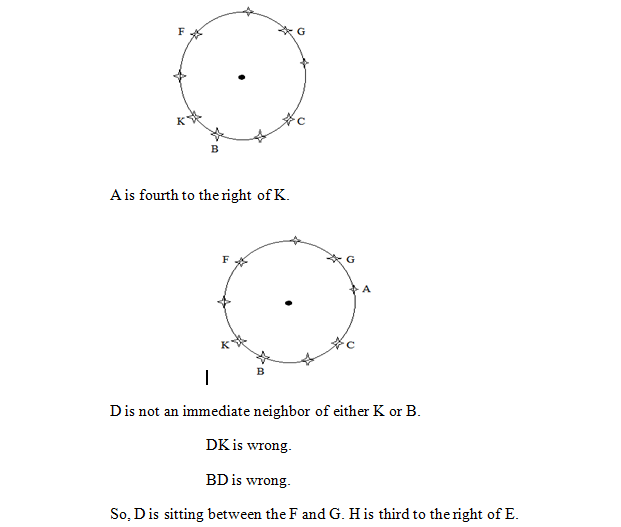 F G
K C
B
A is fourth to the right of K.
F G
A
K C
B
D is not an immediate neighbor of either K or B.
DK is wrong.
BD is wrong.
So, D is sitting between the F and G. H is third to the right of E.